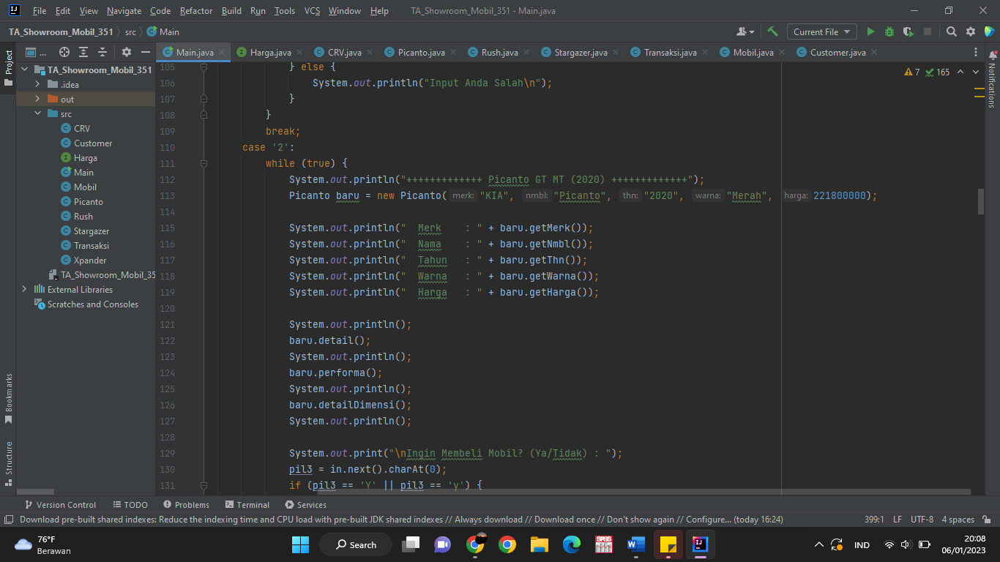 File Edit View Navigate Code Refactor Build Run Tools VCS Window Help TA_Showroom_Mobil_351 - Main.java
TA_Showroom_Mobil_351 src Main Current File
Project ... Main.java Harga.java CRV.java Picanto.java Rush.java Stargazer.java Transaksi.java Mobil.java Customer.java
TA_Showroom_Mobil_351
.idea
out
src
CRV
Customer
Harga
Main
Mobil
Picanto
Rush
Stargazer
Transaksi
Xpander
TA_Showroom_Mobil_35
External Libraries
Scratches and Consoles
7 165
105 } else {
106 System.out.println("Input Anda Salah\n");
107 }
108 }
109 break;
110 case '2':
111 while (true) {
112 System.out.println("+++++++++++++ Picanto GT MT (2020) +++++++++++++");
113 Picanto baru = new Picanto( merk: "KIA", nmbl: "Picanto", thn: "2020", warna: "Merah", harga: 221800000);
114
115 System.out.println("  Merk    : " + baru.getMerk());
116 System.out.println("  Nama    : " + baru.getNmbl());
117 System.out.println("  Tahun   : " + baru.getThn());
118 System.out.println("  Warna   : " + baru.getWarna());
119 System.out.println("  Harga   : " + baru.getHarga());
120
121 System.out.println();
122 baru.detail();
123 System.out.println();
124 baru.performa();
125 System.out.println();
126 baru.detailDimensi();
127 System.out.println();
128
129 System.out.print("\nIngin Membeli Mobil? (Ya/Tidak) : ");
130 pil3 = in.next().charAt(0);
131 if (pil3 == 'Y' || pil3 == 'y') {
Bookmarks
Structure
Notifications
Version Control TODO Problems Terminal Services
Download pre-built shared indexes: Reduce the indexing time and CPU load with pre-built JDK shared indexes // Always download // Download once // Don't show again // Configure... (today 16:24) 399:1 LF UTF-8 4 spaces
76°F
Berawan
Search
SPSS
IND
20:08
06/01/2023